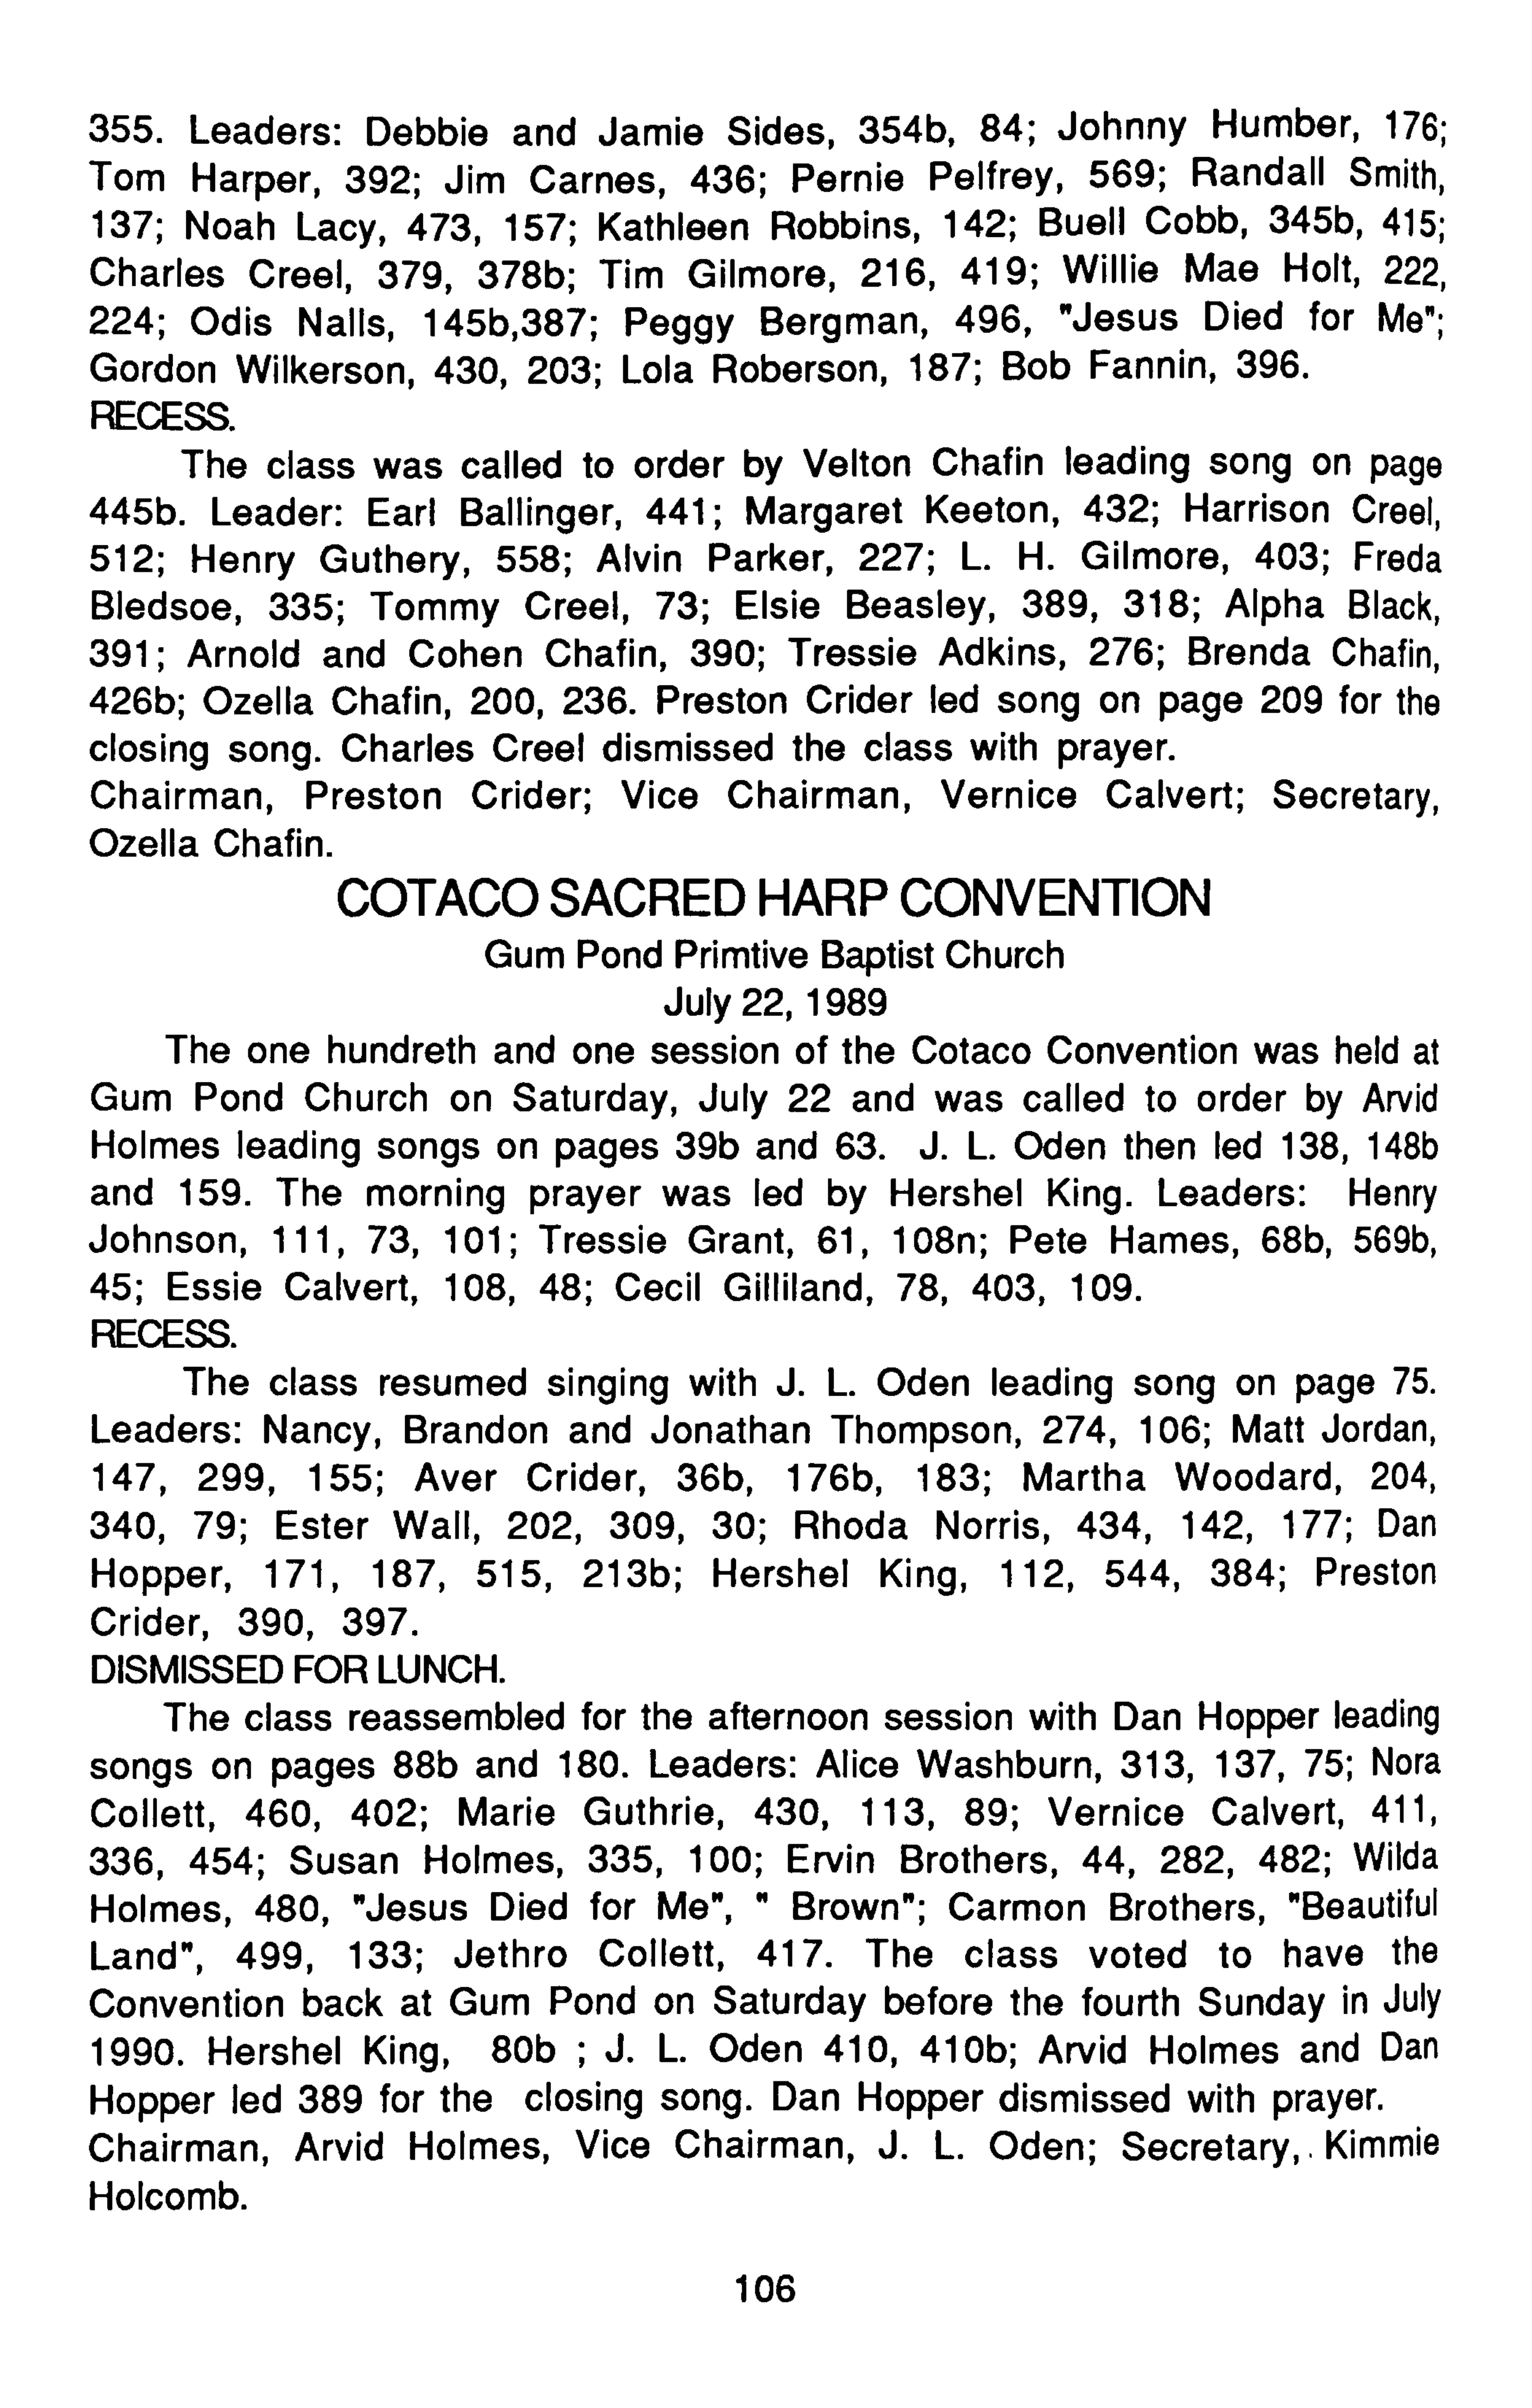 355. Leaders: Debbie and Jamie Sides, 354b, 84; Johnny Humber, 176;
Tom Harper, 392; Jim Carnes, 436; Pernie Pelfrey, 569; Randall Smith,
137; Noah Lacy, 473, 157; Kathleen Robbins, 142; Buell Cobb, 345b, 415;
Charles Creel, 379, 378b; Tim Gilmore, 216, 419; Willie Mae Holt, 222,
224; Odis Nalls, 145b,387; Peggy Bergman, 496, "Jesus Died for Me";
Gordon Wilkerson, 430, 203; Lola Roberson, 187; Bob Fannin, 396.
RECESS.
The class was called to order by Velton Chafin leading song on page
445b. Leader: Earl Ballinger, 441; Margaret Keeton, 432; Harrison Creel,
512; Henry Guthery, 558; Alvin Parker, 227; L. H. Gilmore, 403; Freda
Bledsoe, 335; Tommy Creel, 73; Elsie Beasley, 389, 318; Alpha Black,
391; Arnold and Cohen Chafin, 390; Tressie Adkins, 276; Brenda Chafin,
426b; Ozella Chafin, 200, 236. Preston Crider led song on page 209 for the
closing song. Charles Creel dismissed the class with prayer.
Chairman, Preston Crider; Vice Chairman, Vernice Calvert; Secretary,
Ozella Chafin.
COTACO SACRED HARP CONVENTION
Gum Pond Primtive Baptist Church
July 22, 1989
The one hundreth and one session of the Cotaco Convention was held at
Gum Pond Church on Saturday, July 22 and was called to order by Arvid
Holmes leading songs on pages 39b and 63. J. L. Oden then led 138, 148b
and 159. The morning prayer was led by Hershel King. Leaders: Henry
Johnson, 111, 73, 101; Tressie Grant, 61, 108n; Pete Hames, 68b, 569b,
45; Essie Calvert, 108, 48; Cecil Gilliland, 78, 403, 109.
RECESS.
The class resumed singing with J. L. Oden leading song on page 75.
Leaders: Nancy, Brandon and Jonathan Thompson, 274, 106; Matt Jordan,
147, 299, 155; Aver Crider, 36b, 176b, 183; Martha Woodard, 204,
340, 79; Ester Wall, 202, 309, 30; Rhoda Norris, 434, 142, 177; Dan
Hopper, 171, 187, 515, 213b; Hershel King, 112, 544, 384; Preston
Crider, 390, 397.
DISMISSED FOR LUNCH.
The class reassembled for the afternoon session with Dan Hopper leading
songs on pages 88b and 180. Leaders: Alice Washburn, 313, 137, 75; Nora
Collett, 460, 402; Marie Guthrie, 430, 113, 89; Vernice Calvert, 411,
336, 454; Susan Holmes, 335, 100; Ervin Brothers, 44, 282, 482; Wilda
Holmes, 480, "Jesus Died for Me", " Brown"; Carmon Brothers, "Beautiful
Land", 499, 133; Jethro Collett, 417. The class voted to have the
Convention back at Gum Pond on Saturday before the fourth Sunday in July
1990. Hershel King, 80b ; J. L. Oden 410, 410b; Arvid Holmes and Dan
Hopper led 389 for the closing song. Dan Hopper dismissed with prayer.
Chairman, Arvid Holmes, Vice Chairman, J. L. Oden; Secretary,. Kimmie
Holcomb.
106